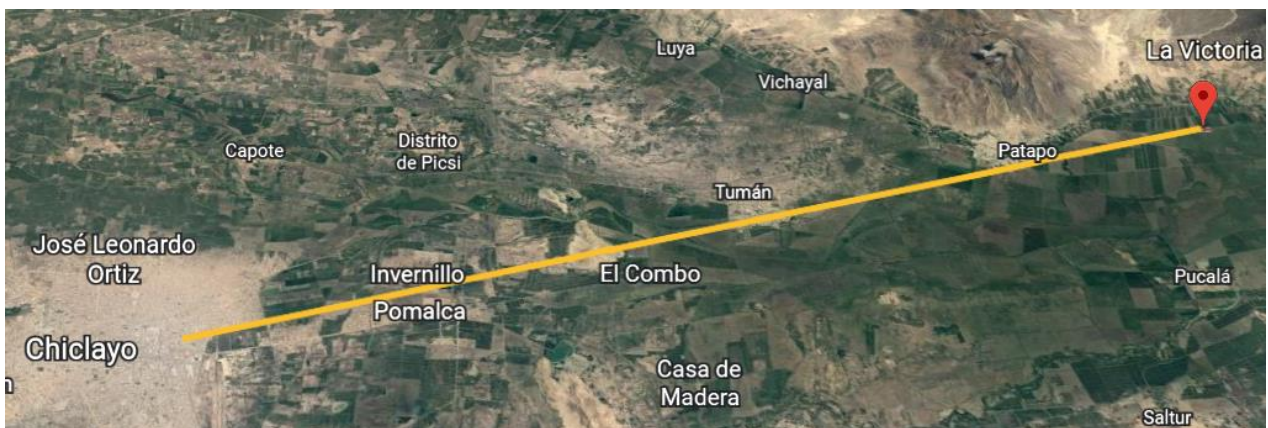 Luya
La Victoria
Vichayal
Distrito
de Picsi
Capote
Patapo
Tumán
José Leonardo
Ortiz
Invernillo
El Combo
Pucalá
Pomalca
Chiclayo
Casa de
Madera
Saltur